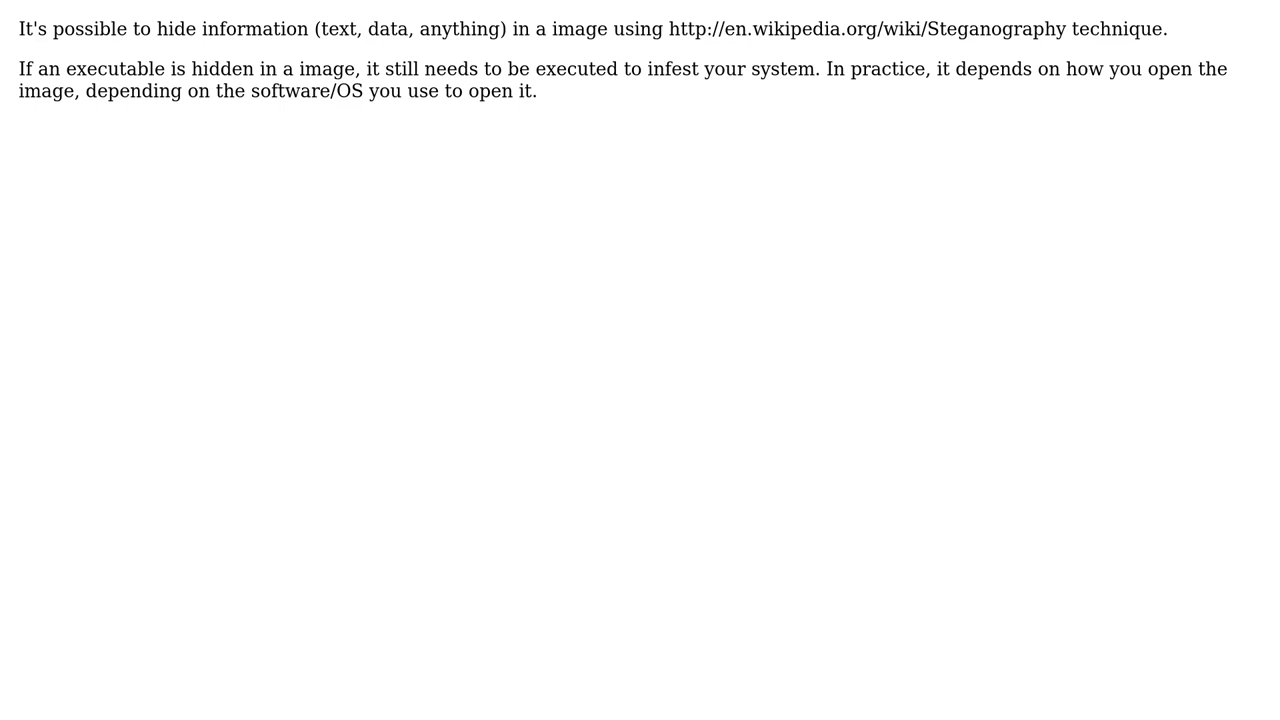 It's possible to hide information (text, data, anything) in a image using http://en.wikipedia.org/wiki/Steganography technique.
If an executable is hidden in a image, it still needs to be executed to infest your system. In practice, it depends on how you open the
image, depending on the software/OS you use to open it.